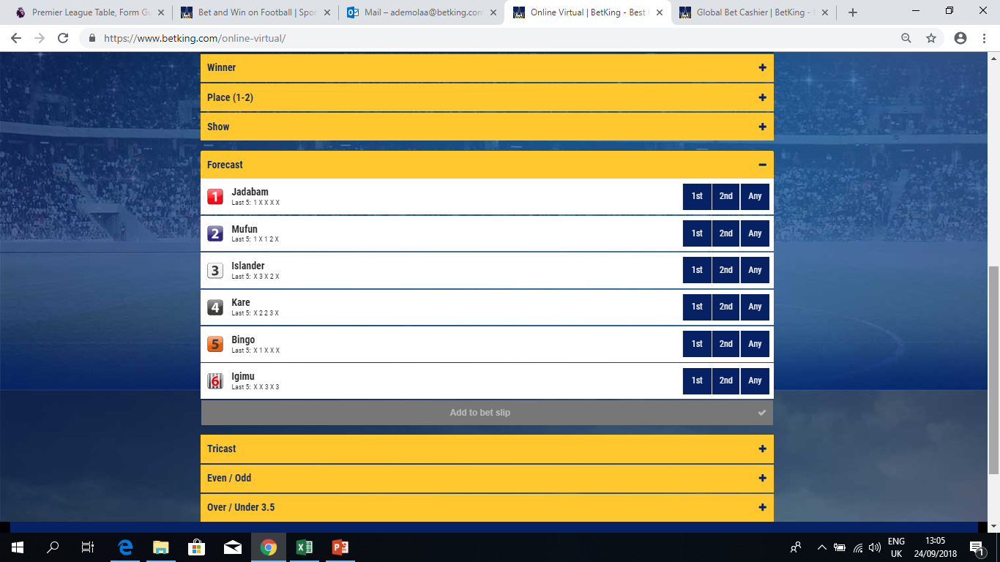 Premier League Table, Form Gu
Bet and Win on Football | Spor
Mail – ademolaa@betking.com
Online Virtual | BetKing - Best
Global Bet Cashier | BetKing -
https://www.betking.com/online-virtual/
Winner
Place (1-2)
Show
Forecast
1 Jadabam 1st 2nd Any
Last 5: 1 X X X X
2 Mufun 1st 2nd Any
Last 5: 1 X 1 2 X
3 Islander 1st 2nd Any
Last 5: X 3 X 2 X
4 Kare 1st 2nd Any
Last 5: X 2 2 3 X
5 Bingo 1st 2nd Any
Last 5: X 1 X X X
6 Igimu 1st 2nd Any
Last 5: X X 3 X 3
Add to bet slip
Tricast
Even / Odd
Over / Under 3.5
ENG 13:05
UK 24/09/2018
1